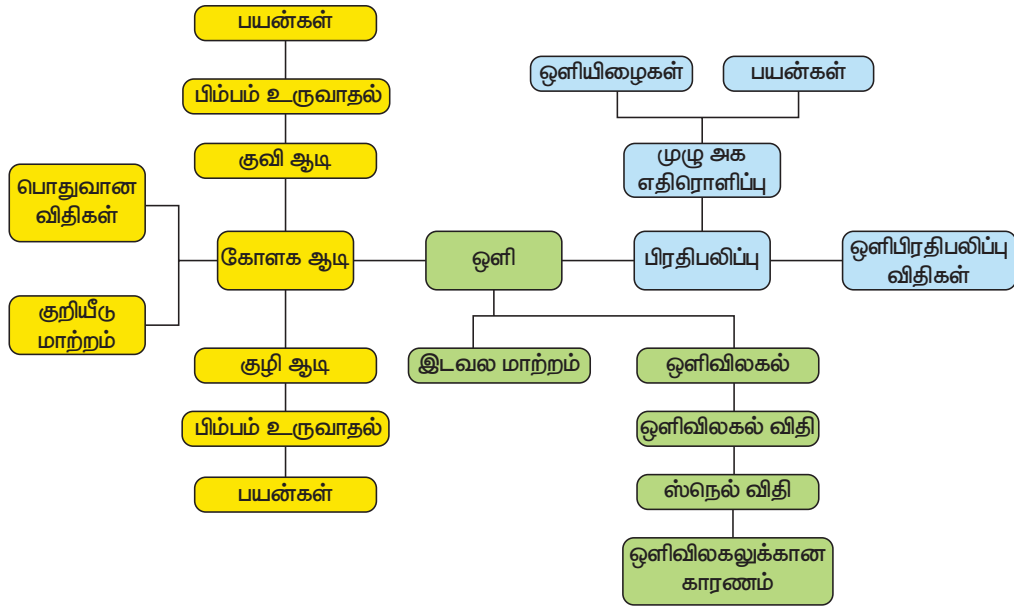 பயன்கள்
பிம்பம் உருவாதல்
குவி ஆடி
பொதுவான
விதிகள்
கோளக ஆடி
குறியீடு
மாற்றம்
குழி ஆடி
பிம்பம் உருவாதல்
பயன்கள்
ஒளி
இடவல மாற்றம்
ஒளிவிலகல்
ஒளிவிலகல் விதி
ஸ்நெல் விதி
ஒளிவிலகலுக்கான
காரணம்
ஒளியிழைகள்
பயன்கள்
முழு அக
எதிரொளிப்பு
பிரதிபலிப்பு
ஒளிபிரதிபலிப்பு
விதிகள்